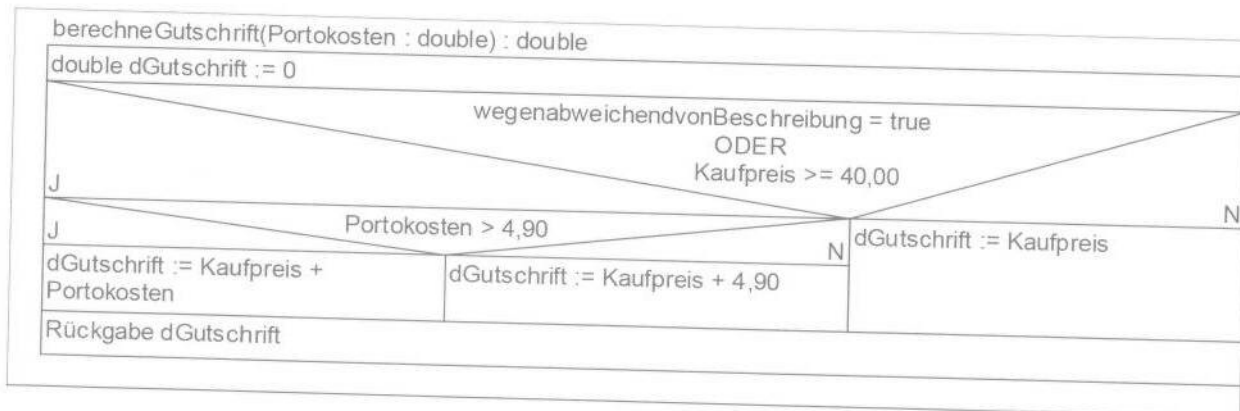 berechneGutschrift(Portokosten : double) : double
double dGutschrift := 0
wegenabweichendvonBeschreibung = true
ODER
Kaufpreis >= 40,00
J
N
Portokosten > 4,90
J
N
dGutschrift := Kaufpreis +
Portokosten
dGutschrift := Kaufpreis + 4,90
dGutschrift := Kaufpreis
Rückgabe dGutschrift